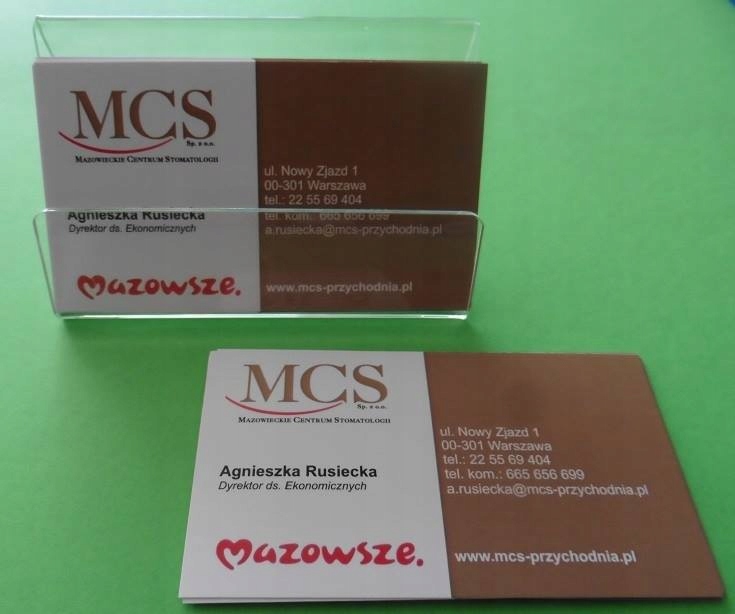 MCS
Sp. z o.o.
MAZOWIECKIE CENTRUM STOMATOLOGII
Agnieszka Rusiecka
Dyrektor ds. Ekonomicznych
mazowsze.
ul. Nowy Zjazd 1
00-301 Warszawa
tel.: 22 55 69 404
tel. kom.: 665 656 699
a.rusiecka@mcs-przychodnia.pl
www.mcs-przychodnia.pl
MCS
Sp. z o.o.
MAZOWIECKIE CENTRUM STOMATOLOGII
Agnieszka Rusiecka
Dyrektor ds. Ekonomicznych
mazowsze.
ul. Nowy Zjazd 1
00-301 Warszawa
tel.: 22 55 69 404
tel. kom.: 665 656 699
a.rusiecka@mcs-przychodnia.pl
www.mcs-przychodnia.pl